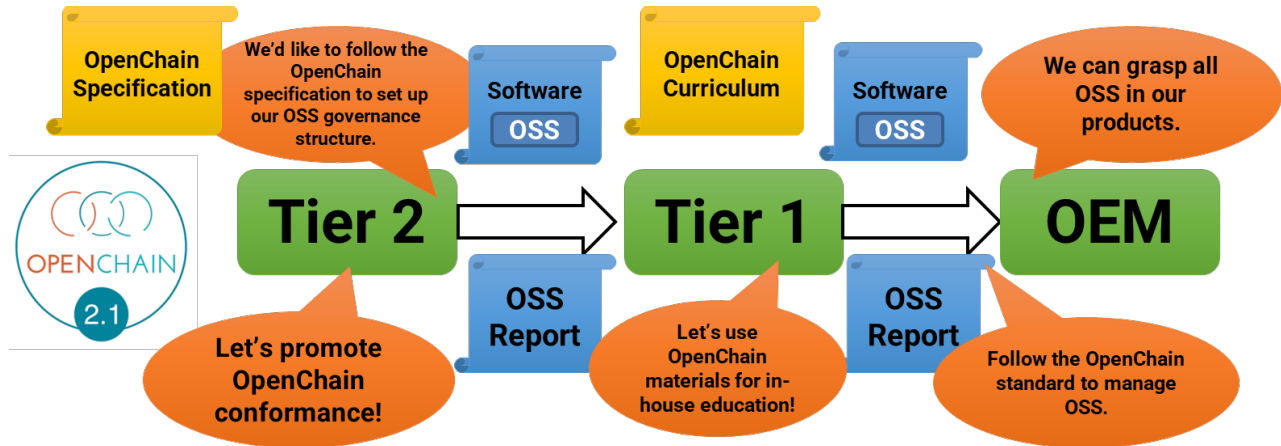 OpenChain
Specification
We'd like to follow the
OpenChain
specification to set up
our OSS governance
structure.
Software
OSS
OpenChain
Curriculum
Software
OSS
We can grasp all
OSS in our
products.
OPENCHAIN
2.1
Tier 2
Tier 1
OEM
Let's promote
OpenChain
conformance!
OSS
Report
Let's use
OpenChain
materials for in-
house education!
OSS
Report
Follow the OpenChain
standard to manage
OSS.